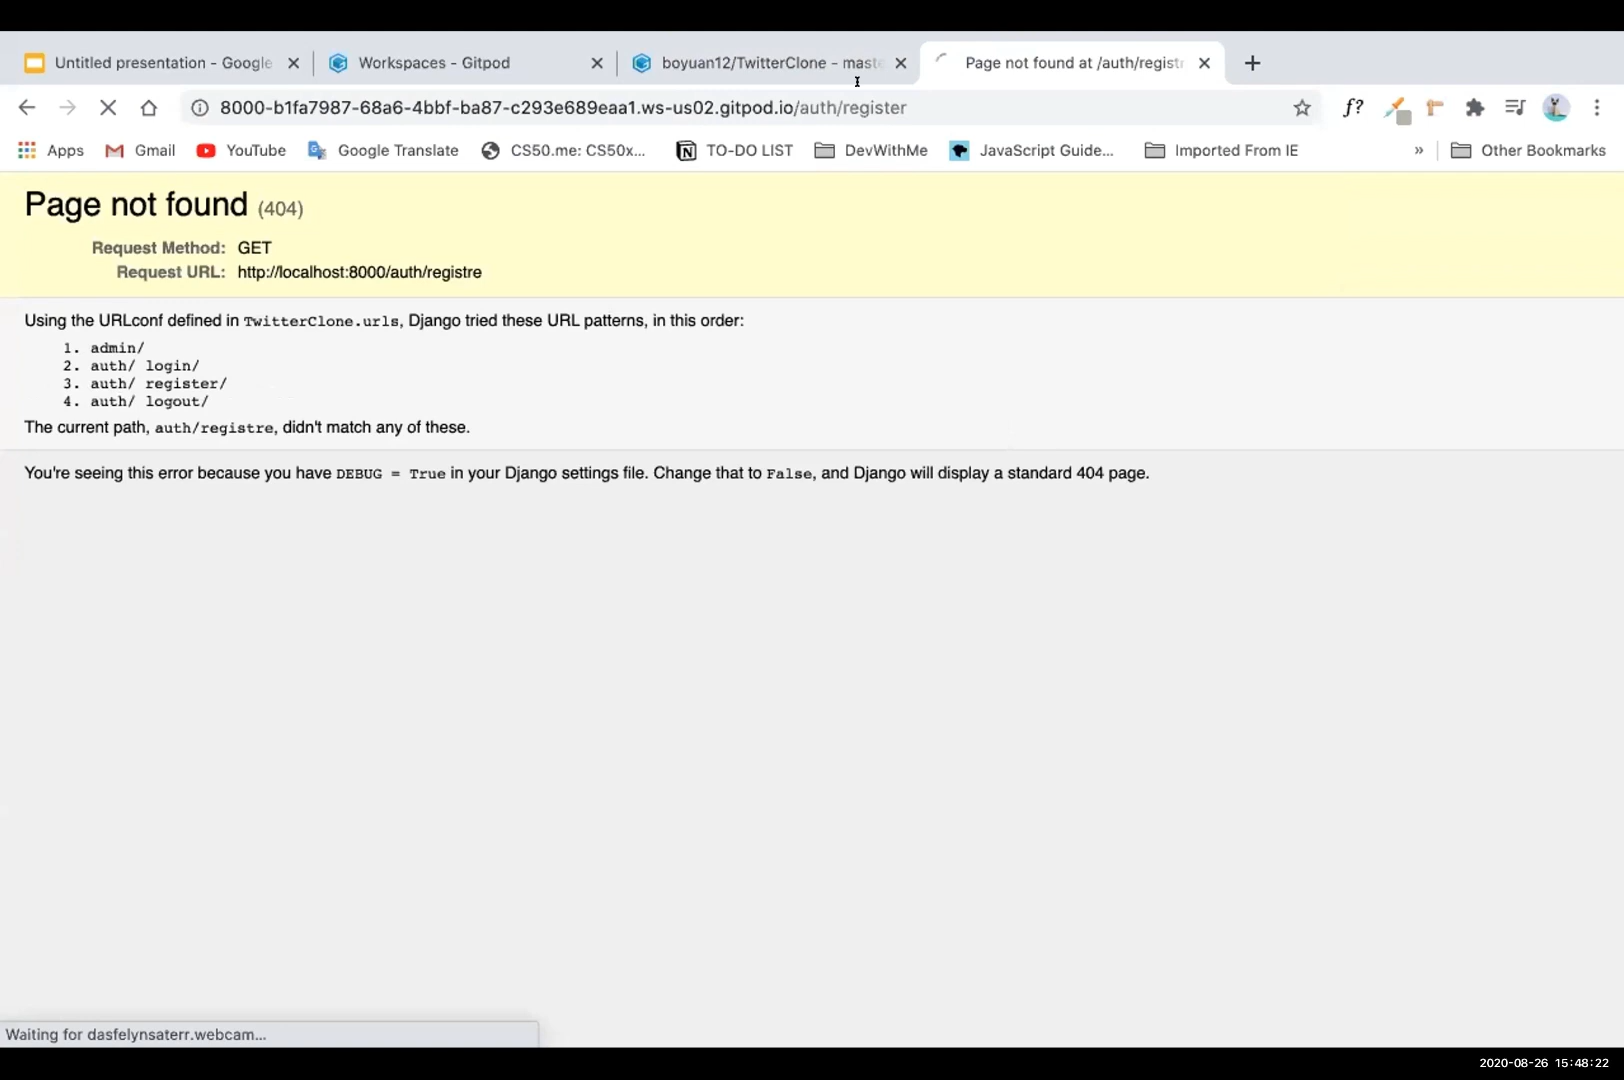 Untitled presentation - Google
Workspaces - Gitpod
boyuan12/TwitterClone - maste
Page not found at /auth/registr
8000-b1fa7987-68a6-4bbf-ba87-c293e689eaa1.ws-us02.gitpod.io/auth/register
f?
Apps
Gmail
YouTube
Google Translate
CS50.me: CS50x...
TO-DO LIST
DevWithMe
JavaScript Guide...
Imported From IE
»
Other Bookmarks
Page not found (404)
Request Method: GET
Request URL: http://localhost:8000/auth/registre
Using the URLconf defined in TwitterClone.urls, Django tried these URL patterns, in this order:
1. admin/
2. auth/ login/
3. auth/ register/
4. auth/ logout/
The current path, auth/registre, didn't match any of these.
You're seeing this error because you have DEBUG = True in your Django settings file. Change that to False, and Django will display a standard 404 page.
Waiting for dasfelynsaterr.webcam...
2020-08-26 15:48:22